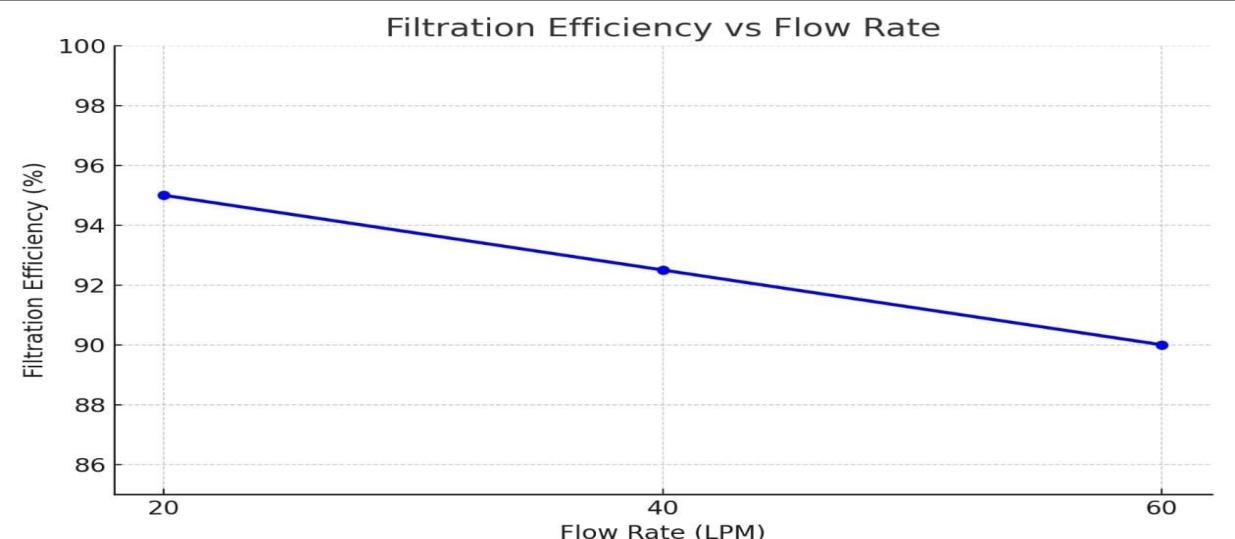 Filtration Efficiency vs Flow Rate
100
98
96
94
92
90
88
86
Filtration Efficiency (%)
20 40 60
Flow Rate (LPM)